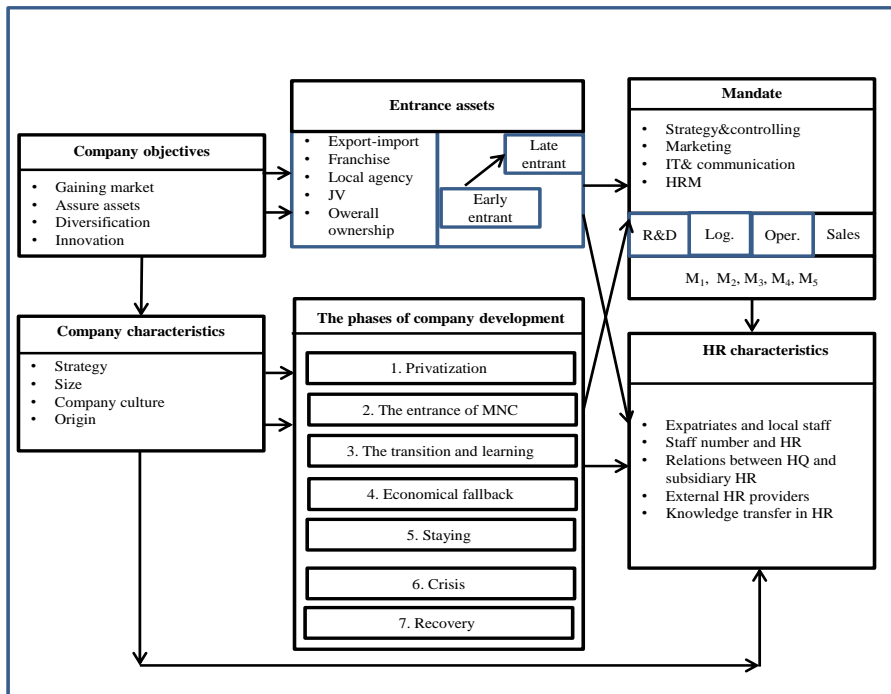 Company objectives
• Gaining market
• Assure assets
• Diversification
• Innovation
Company characteristics
• Strategy
• Size
• Company culture
• Origin
Entrance assets
• Export-import
• Franchise
• Local agency
• JV
• Owerall
ownership
Late
entrant
Early
entrant
The phases of company development
1. Privatization
2. The entrance of MNC
3. The transition and learning
4. Economical fallback
5. Staying
6. Crisis
7. Recovery
Mandate
• Strategy&controlling
• Marketing
• IT& communication
• HRM
R&D Log. Oper. Sales
M₁, M₂, M₃, M₄, M₅
HR characteristics
• Expatriates and local staff
• Staff number and HR
• Relations between HQ and
subsidiary HR
• External HR providers
• Knowledge transfer in HR